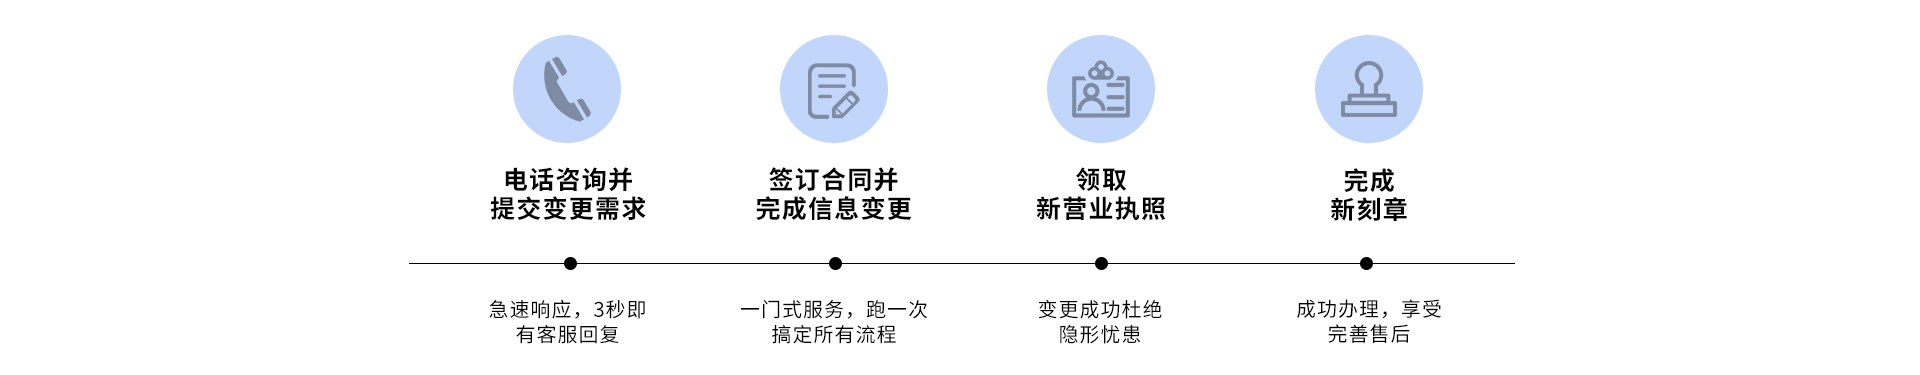 电话咨询并
提交变更需求
签订合同并
完成信息变更
领取
新营业执照
完成
新刻章
急速响应，3秒即
有客服回复
一门式服务，跑一次
搞定所有流程
变更成功杜绝
隐形忧患
成功办理，享受
完善售后